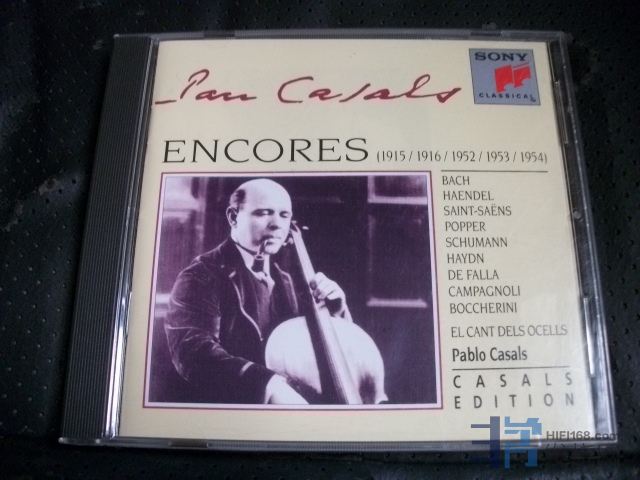 Pau Casals
SONY
CLASSICAL
ENCORES (1915 / 1916 / 1952 / 1953 / 1954)
BACH
HAENDEL
SAINT-SAËNS
POPPER
SCHUMANN
HAYDN
DE FALLA
CAMPAGNOLI
BOCCHERINI
EL CANT DELS OCELLS
Pablo Casals
CASALS
EDITION
HIFI168.com